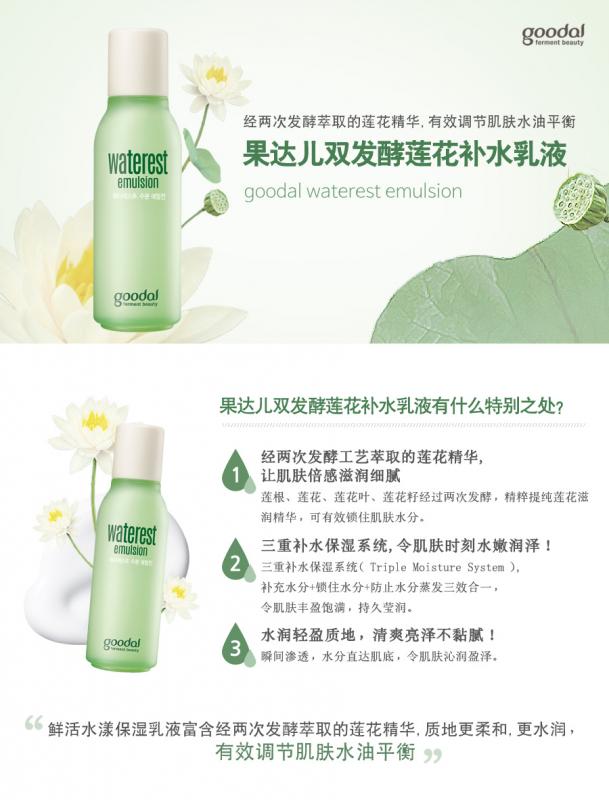 goodal
ferment beauty
经两次发酵萃取的莲花精华,有效调节肌肤水油平衡
果达儿双发酵莲花补水乳液
goodal waterest emulsion
waterest
emulsion
goodal
ferment beauty
果达儿双发酵莲花补水乳液有什么特别之处?
1
经两次发酵工艺萃取的莲花精华,
让肌肤倍感滋润细腻
莲根、莲花、莲花叶、莲花籽经过两次发酵，精粹提纯莲花滋
润精华，可有效锁住肌肤水分。
2
三重补水保湿系统,令肌肤时刻水嫩润泽！
三重补水保湿系统( Triple Moisture System ),
补充水分+锁住水分+防止水分蒸发三效合一，
令肌肤丰盈饱满，持久莹润。
3
水润轻盈质地，清爽亮泽不黏腻！
瞬间渗透，水分直达肌底，令肌肤沁润盈泽。
waterest
emulsion
goodal
ferment beauty
“鲜活水漾保湿乳液富含经两次发酵萃取的莲花精华,质地更柔和,更水润，
有效调节肌肤水油平衡”